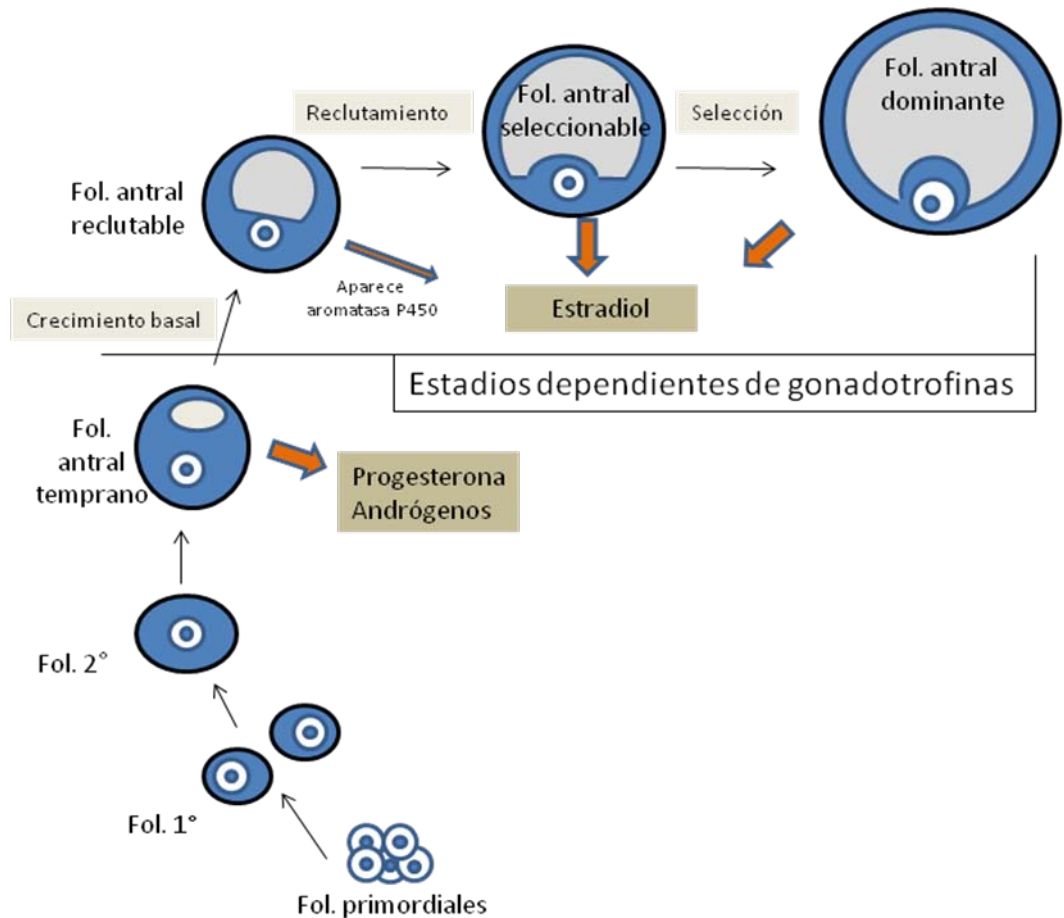 Fol. antral
dominante
Fol. antral
seleccionable
Reclutamiento
Selección
Fol. antral
reclutable
Aparece
aromatasa P450
Estradiol
Crecimiento basal
Estadios dependientes de gonadotrofinas
Fol.
antral
temprano
Progesterona
Andrógenos
Fol. 2°
Fol. 1°
Fol. primordiales